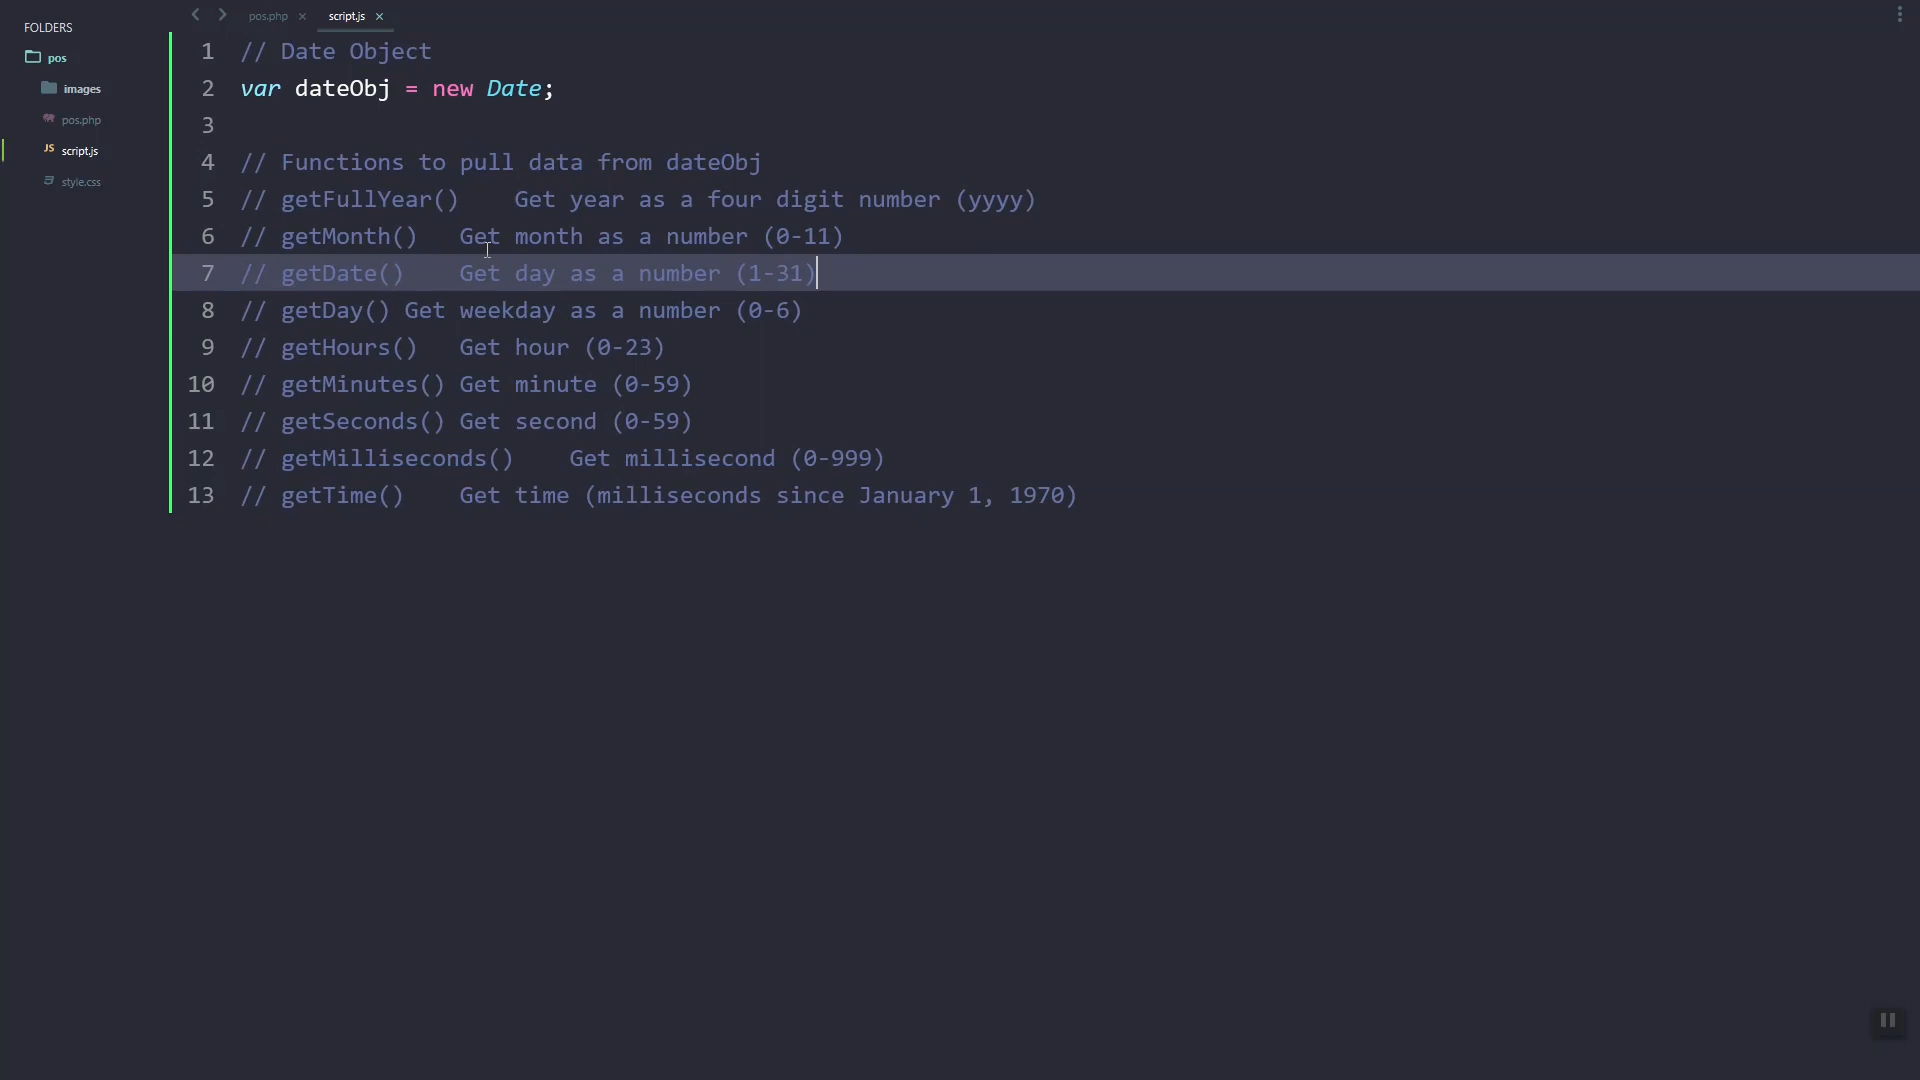 FOLDERS
pos
images
pos.php
JS script.js
style.css
pos.php × script.js ×
1 // Date Object
2 var dateObj = new Date;
3
4 // Functions to pull data from dateObj
5 // getFullYear()    Get year as a four digit number (yyyy)
6 // getMonth()   Get month as a number (0-11)
7 // getDate()    Get day as a number (1-31)
8 // getDay() Get weekday as a number (0-6)
9 // getHours()   Get hour (0-23)
10 // getMinutes() Get minute (0-59)
11 // getSeconds() Get second (0-59)
12 // getMilliseconds()    Get millisecond (0-999)
13 // getTime()    Get time (milliseconds since January 1, 1970)